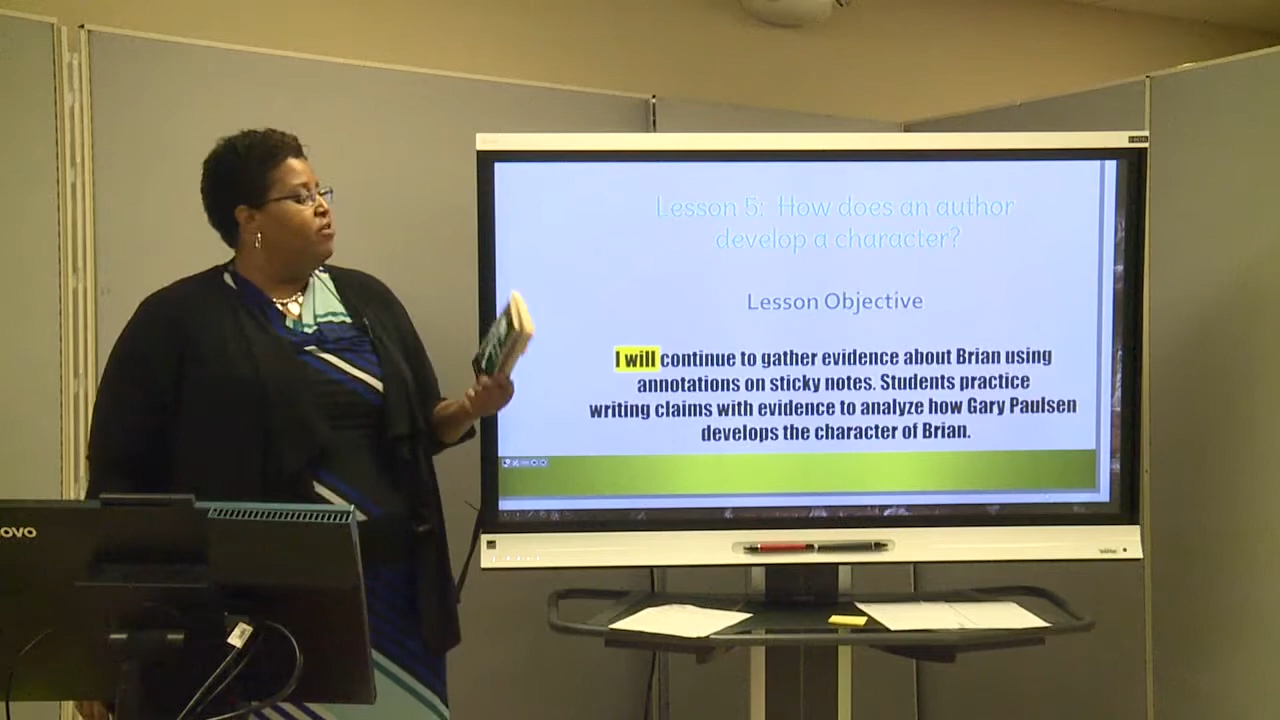 Lesson 5: How does an author
develop a character?
Lesson Objective
I will continue to gather evidence about Brian using
annotations on sticky notes. Students practice
writing claims with evidence to analyze how Gary Paulsen
develops the character of Brian.
ovo